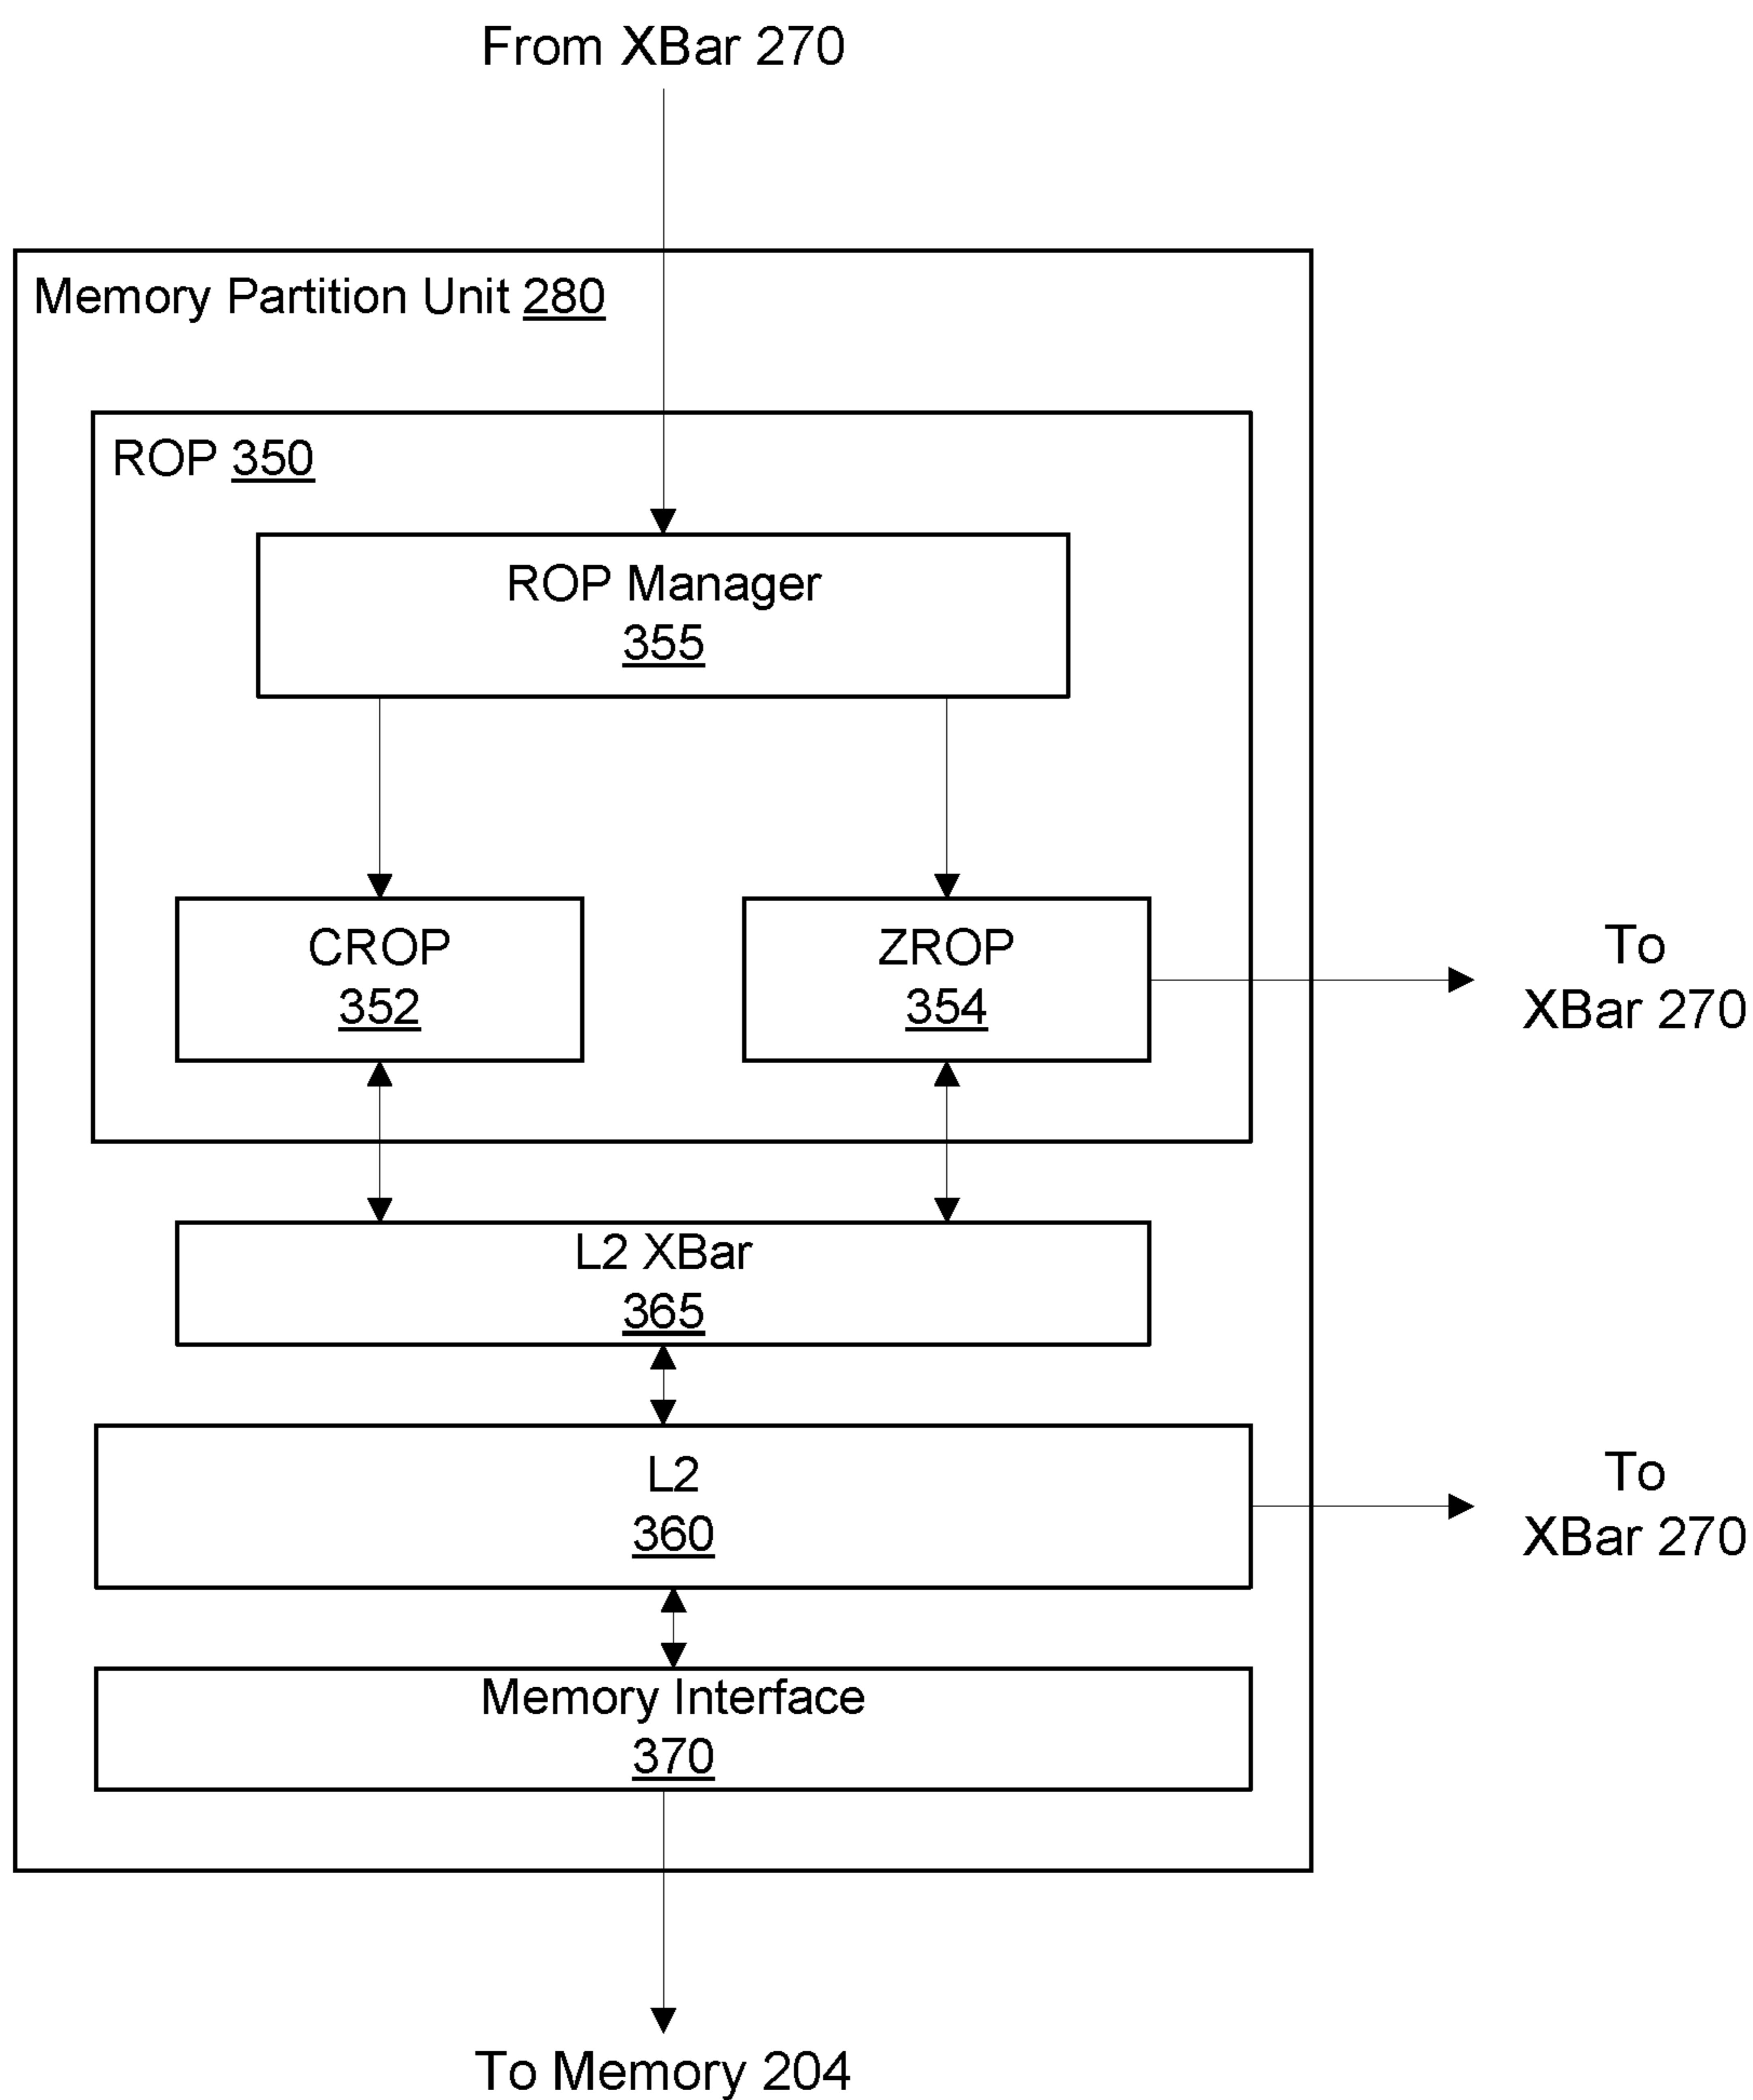 From XBar 270
Memory Partition Unit 280
ROP 350
ROP Manager
355
CROP
352
ZROP
354
To
XBar 270
L2 XBar
365
L2
360
To
XBar 270
Memory Interface
370
To Memory 204